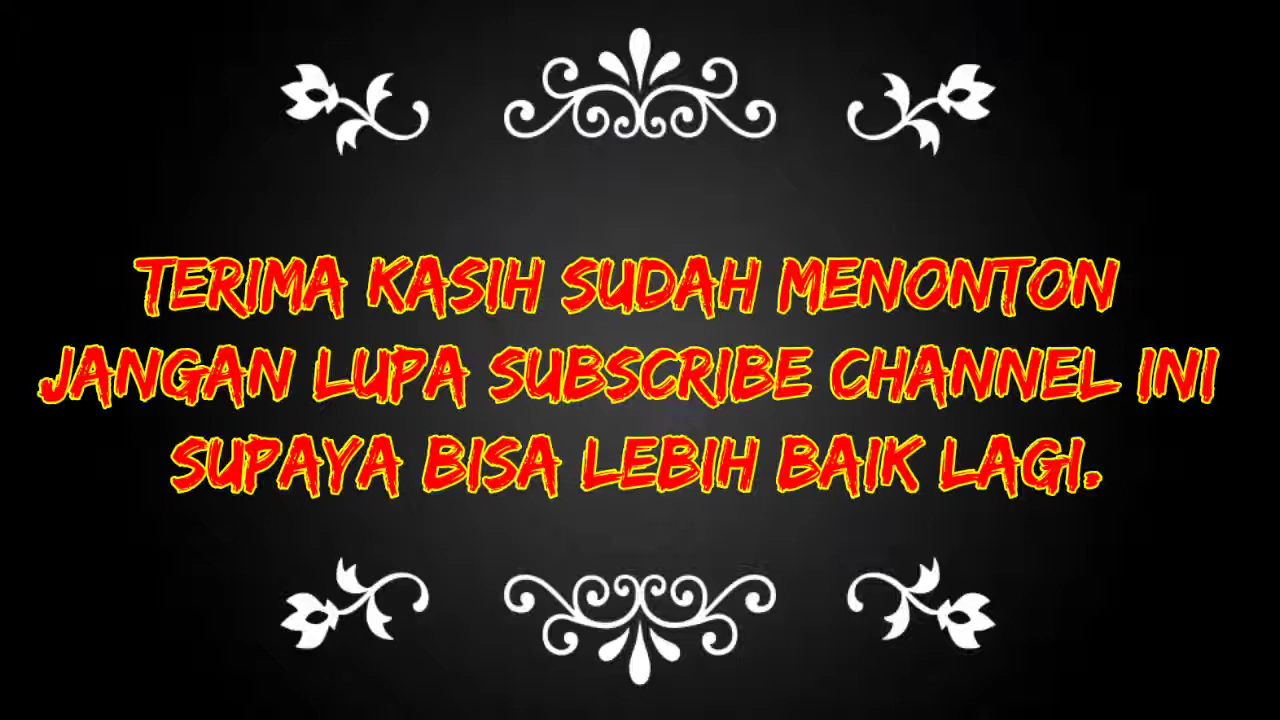 TERIMA KASIH SUDAH MENONTON
JANGAN LUPA SUBSCRIBE CHANNEL INI
SUPAYA BISA LEBIH BAIK LAGI.